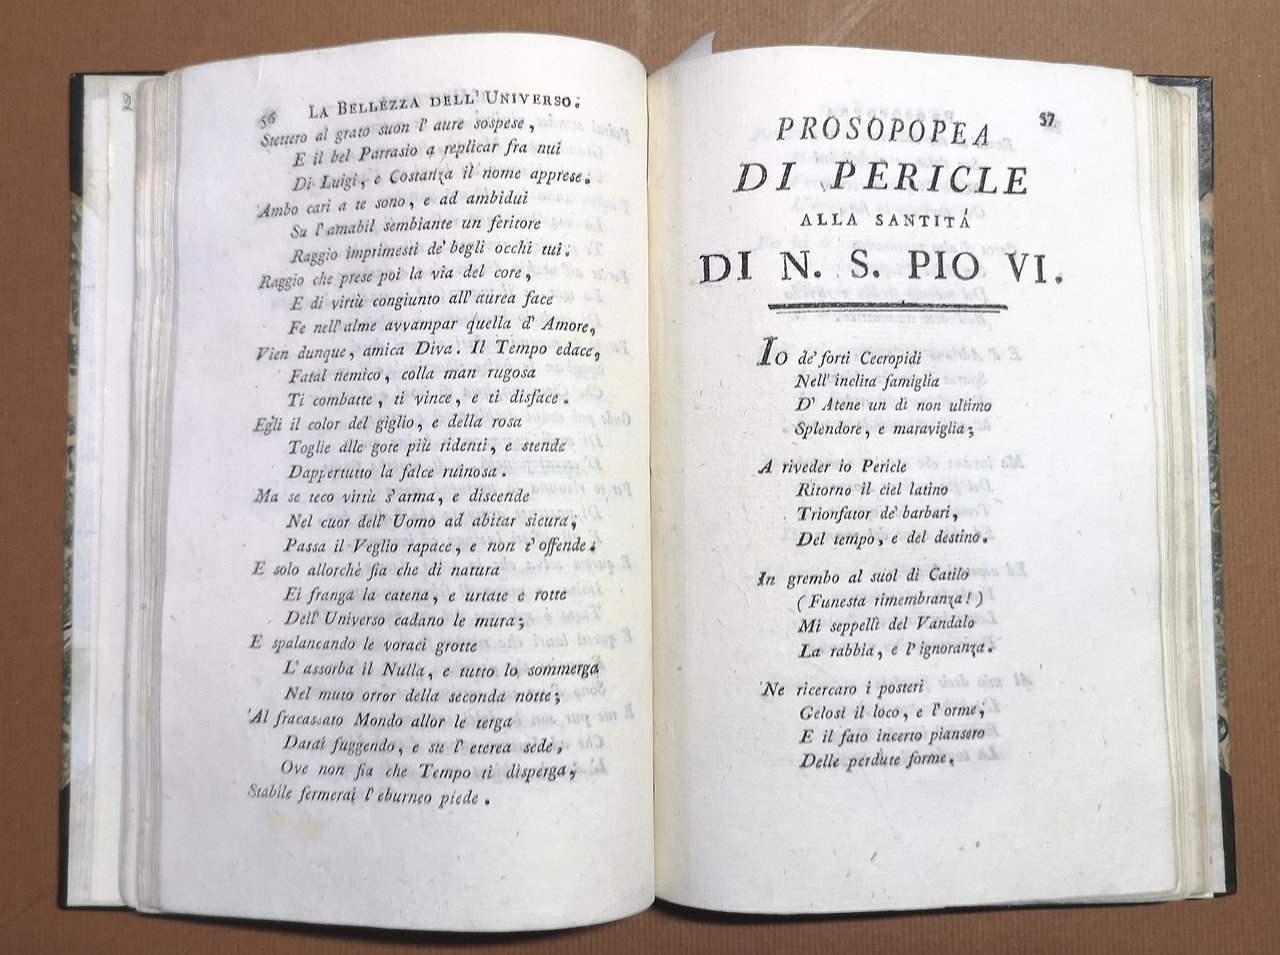 2
56 LA BELLEZZA DELL' UNIVERSO.
Stettero al grato suon l' aure sospese,
E il bel Parrasio a replicar fra nui
Di Luigi, e Costanza il nome apprese.
Ambo cari a te sono, e ad ambidui
Su l' amabil sembiante un feritore
Raggio imprimesti de' begli occhi tui.
Raggio che prese poi la via del core,
E di virtù congiunto all' aurea face
Fe nell' alme avvampar quella d' Amore,
Vien dunque, amica Diva. Il Tempo edace,
Fatal nemico, colla man rugosa
Ti combatte, ti vince, e ti disface.
Egli il color del giglio, e della rosa
Toglie alle gote più ridenti, e stende
Dappertutto la falce ruinosa.
Ma se teco virtù s' arma, e discende
Nel cuor dell' Uomo ad abitar sicura,
Passa il Veglio rapace, e non t' offende.
E solo allorchè fia che di natura
Ei franga la catena, e urtate e rotte
Dell' Universo cadano le mura;
E spalancando le voraci grotte
L' assorba il Nulla, e tutto lo sommerga
Nel muto orror della seconda notte;
Al fracassato Mondo allor le terga
Darai fuggendo, e su l' eterea sede,
Ove non fia che Tempo ti disperga,
Stabile fermerai l' eburneo piede.
57
PROSOPOPEA
DI PERICLE
ALLA SANTITÁ
DI N. S. PIO VI.
Io de' forti Cecropidi
Nell' inclita famiglia
D' Atene un dì non ultimo
Splendore, e maraviglia;
A riveder io Pericle
Ritorno il ciel latino
Trionfator de' barbari,
Del tempo, e del destino.
In grembo al suol di Catilo
(Funesta rimembranza!)
Mi seppellì del Vandalo
La rabbia, e l' ignoranza.
Ne ricercaro i posteri
Gelosi il loco, e l' orme,
E il fato incerto piansero
Delle perdute forme.